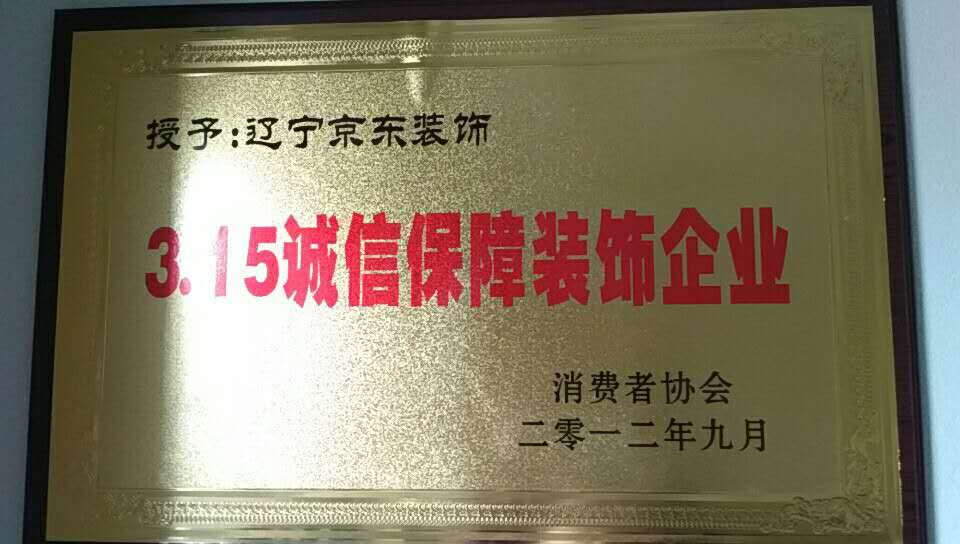 授予:辽宁京东装饰
3.15诚信保障装饰企业
消费者协会
二零一二年九月